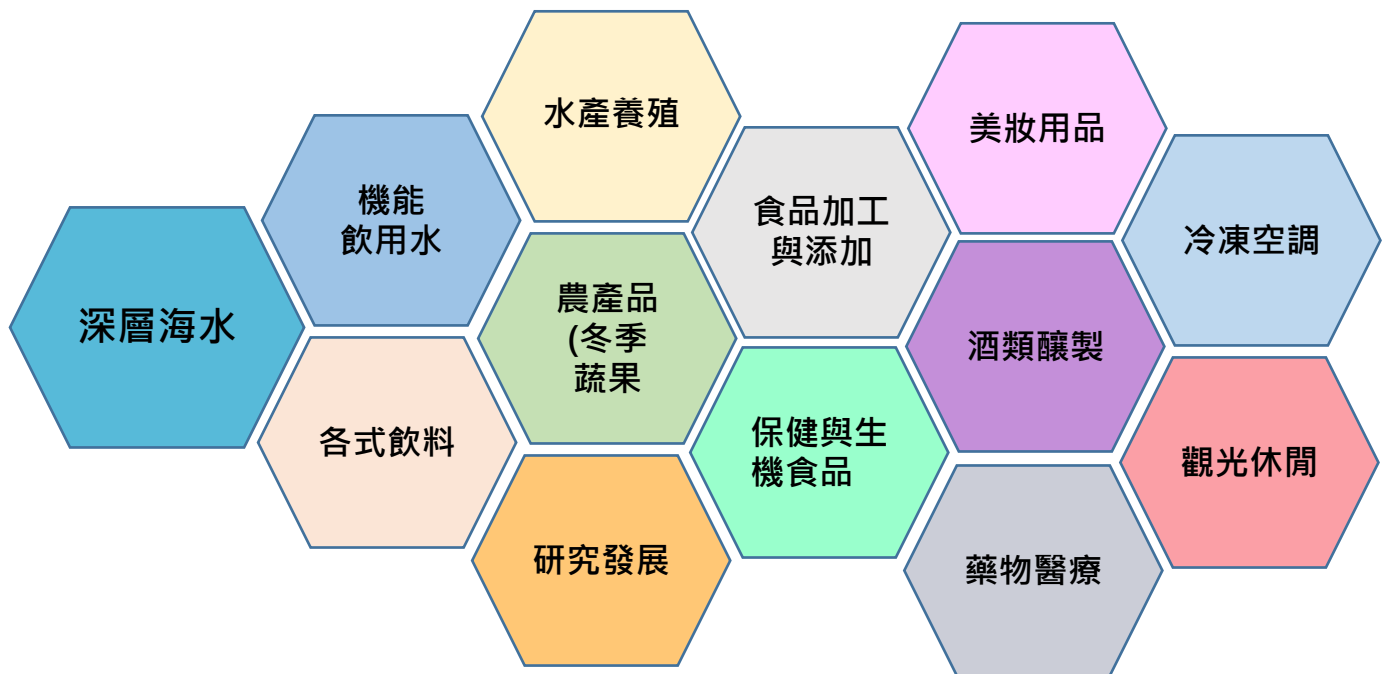 深層海水
機能
飲用水
各式飲料
水產養殖
農產品
(冬季
蔬果
研究發展
食品加工
與添加
保健與生
機食品
美妝用品
酒類釀製
藥物醫療
冷凍空調
觀光休閒